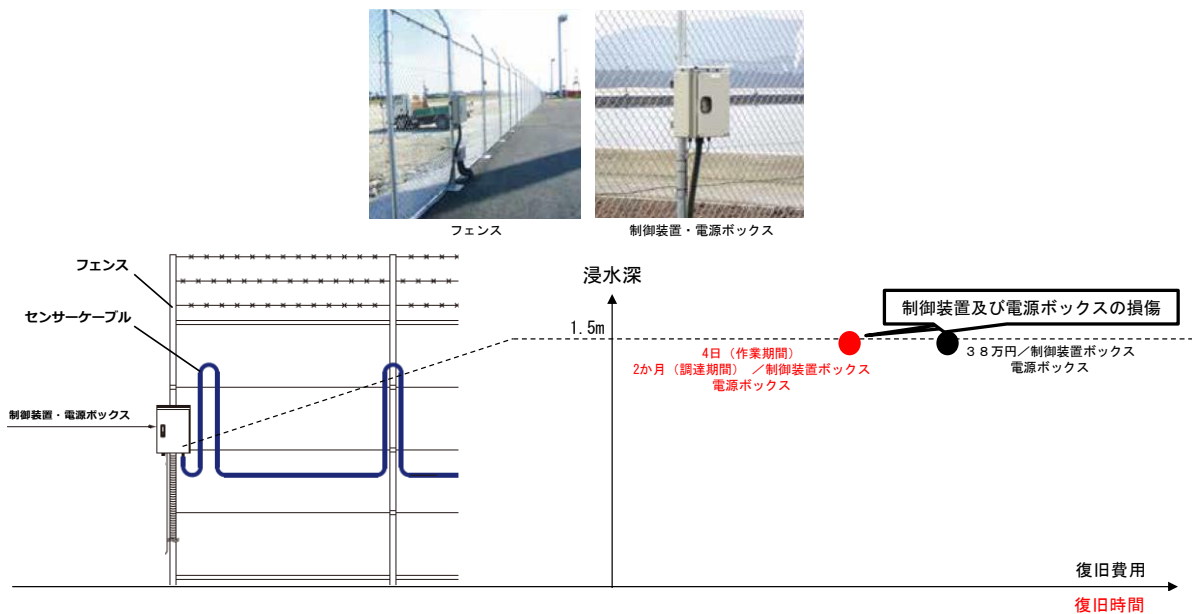 フェンス
制御装置・電源ボックス
フェンス
センサーケーブル
制御装置・電源ボックス
浸水深
1.5m
制御装置及び電源ボックスの損傷
4日（作業期間）
2か月（調達期間） ／制御装置ボックス
電源ボックス
３８万円／制御装置ボックス
電源ボックス
復旧費用
復旧時間